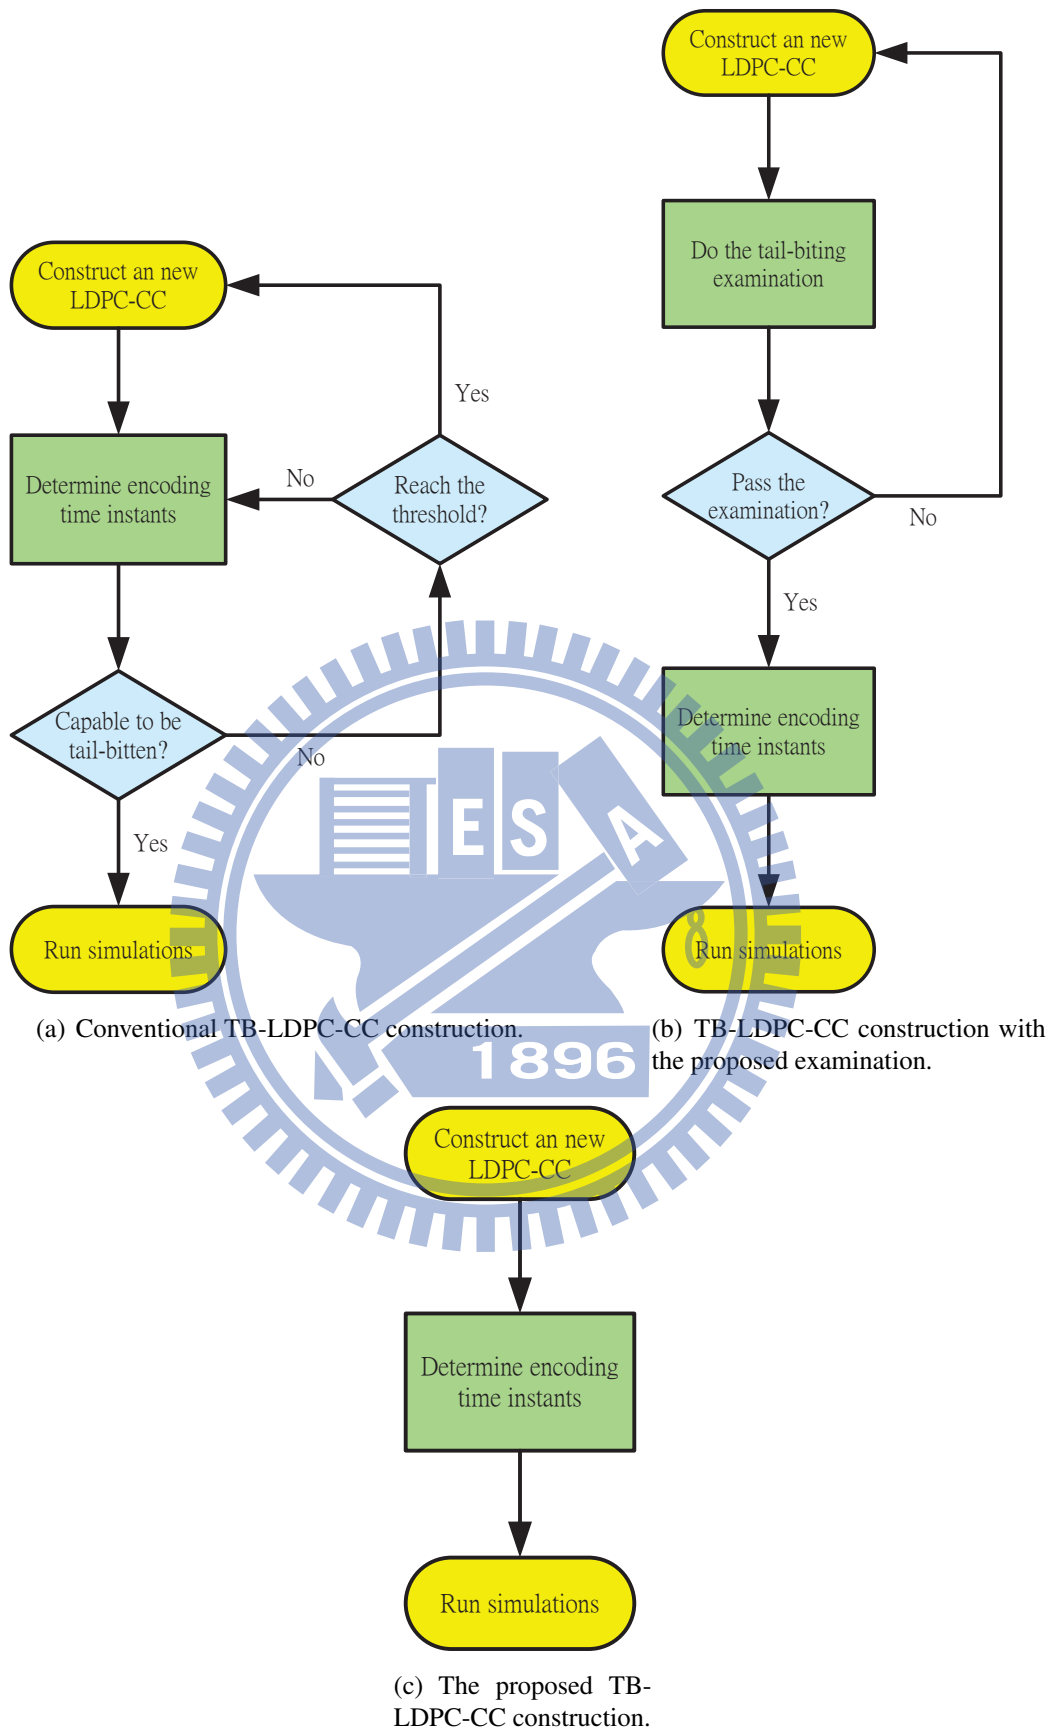 Construct an new
LDPC-CC
Yes
Determine encoding
time instants
No
Reach the
threshold?
Capable to be
tail-bitten?
No
Yes
Run simulations
(a) Conventional TB-LDPC-CC construction.
Construct an new
LDPC-CC
Do the tail-biting
examination
Pass the
examination?
No
Yes
Determine encoding
time instants
Run simulations
(b) TB-LDPC-CC construction with
the proposed examination.
E S A
8
1896
Construct an new
LDPC-CC
Determine encoding
time instants
Run simulations
(c) The proposed TB-
LDPC-CC construction.